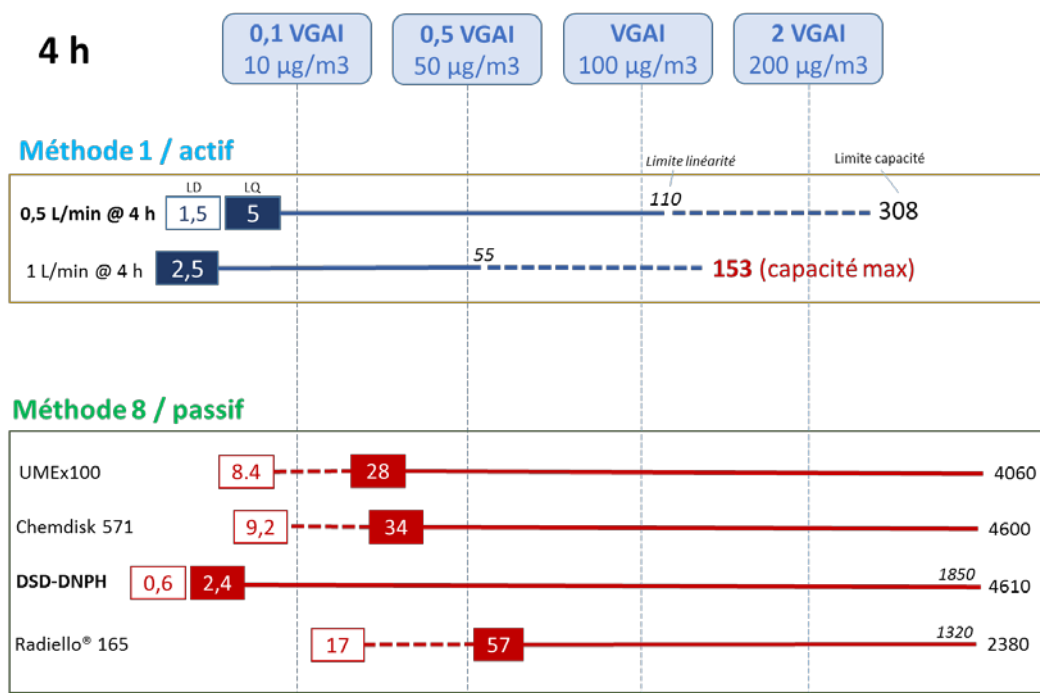 4 h
0,1 VGAI
10 µg/m3
0,5 VGAI
50 µg/m3
VGAI
100 µg/m3
2 VGAI
200 µg/m3
Méthode 1 / actif
Limite linéarité
Limite capacité
LD
LQ
0,5 L/min @ 4 h 1,5 5 110 308
1 L/min @ 4 h 2,5 55 153 (capacité max)
Méthode 8 / passif
UMEx100 8.4 28 4060
Chemdisk 571 9,2 34 4600
DSD-DNPH 0,6 2,4 1850 4610
Radiello® 165 17 57 1320 2380